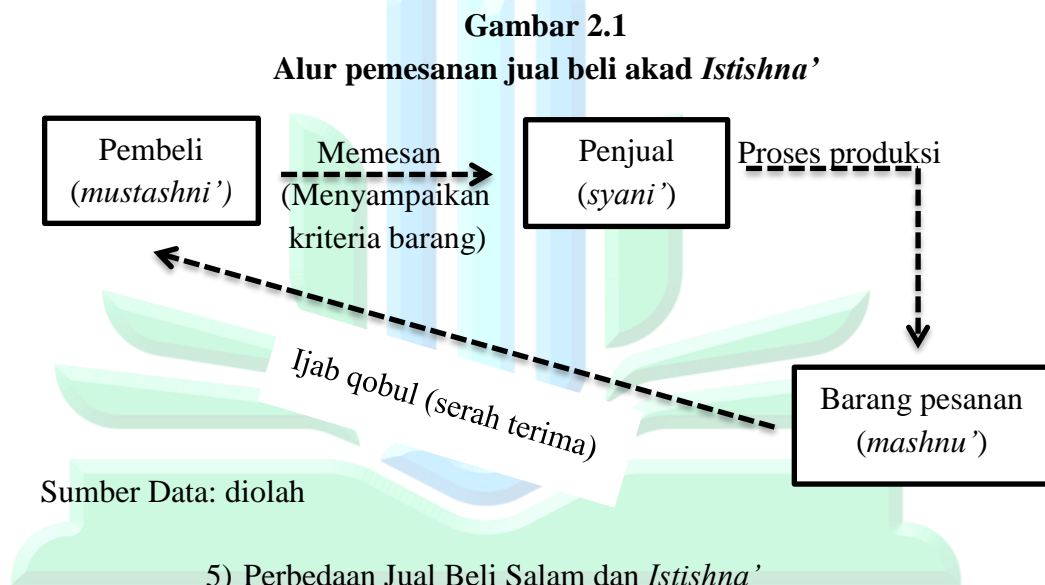 Gambar 2.1
Alur pemesanan jual beli akad Istishna’
Pembeli
(mustashni’)
Memesan
(Menyampaikan
kriteria barang)
Penjual
(syani’)
Proses produksi
Ijab qobul (serah terima)
Barang pesanan
(mashnu’)
Sumber Data: diolah
5) Perbedaan Jual Beli Salam dan Istishna’